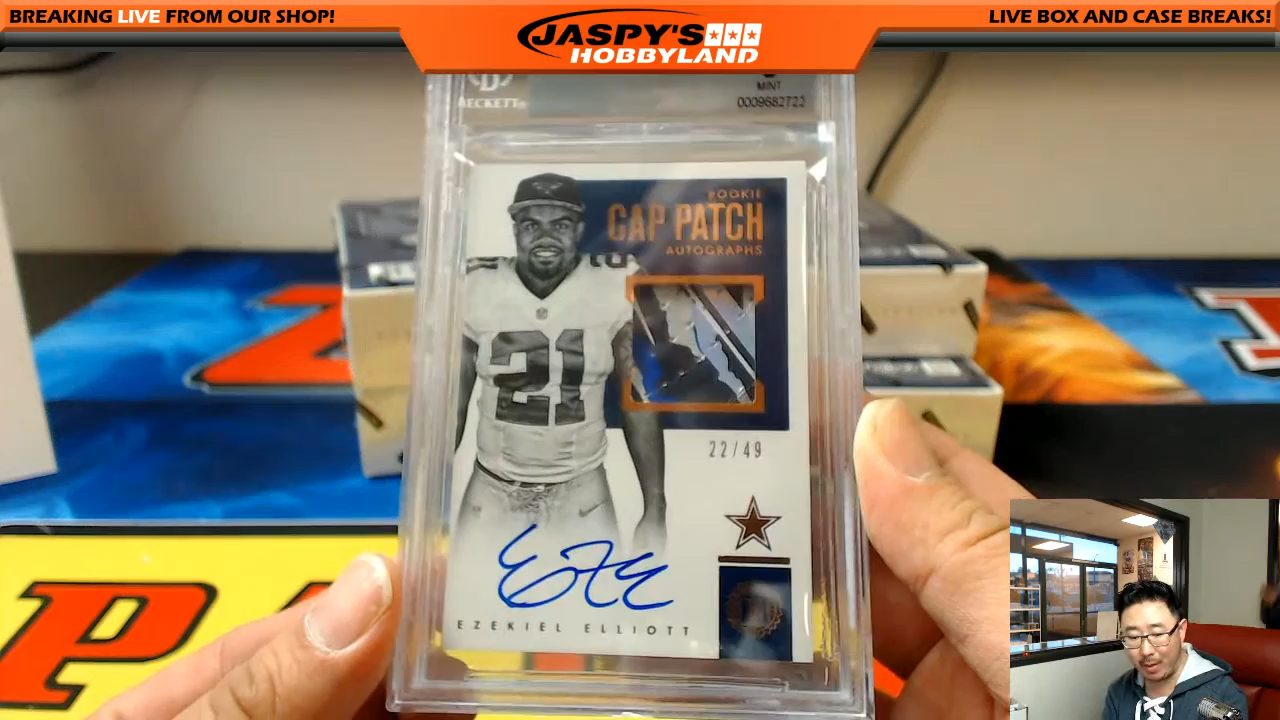 BREAKING LIVE FROM OUR SHOP!
JASPY'S
HOBBYLAND
LIVE BOX AND CASE BREAKS!
BECKETT
MINT
0009682722
ROOKIE
CAP PATCH
AUTOGRAPHS
21
22/49
EZEKIEL ELLIOTT
P